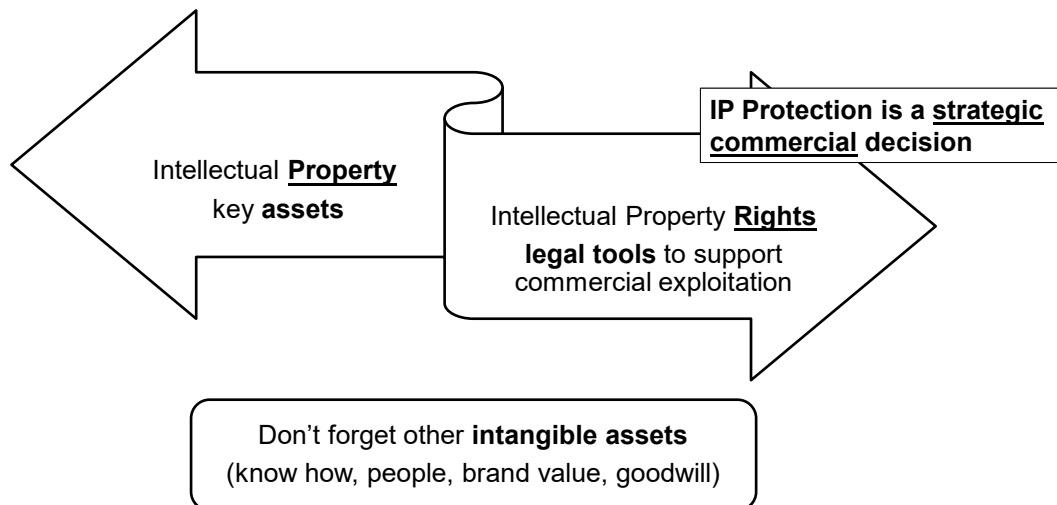 IP Protection is a strategic
commercial decision
Intellectual Property
key assets
Intellectual Property Rights
legal tools to support
commercial exploitation
Don’t forget other intangible assets
(know how, people, brand value, goodwill)